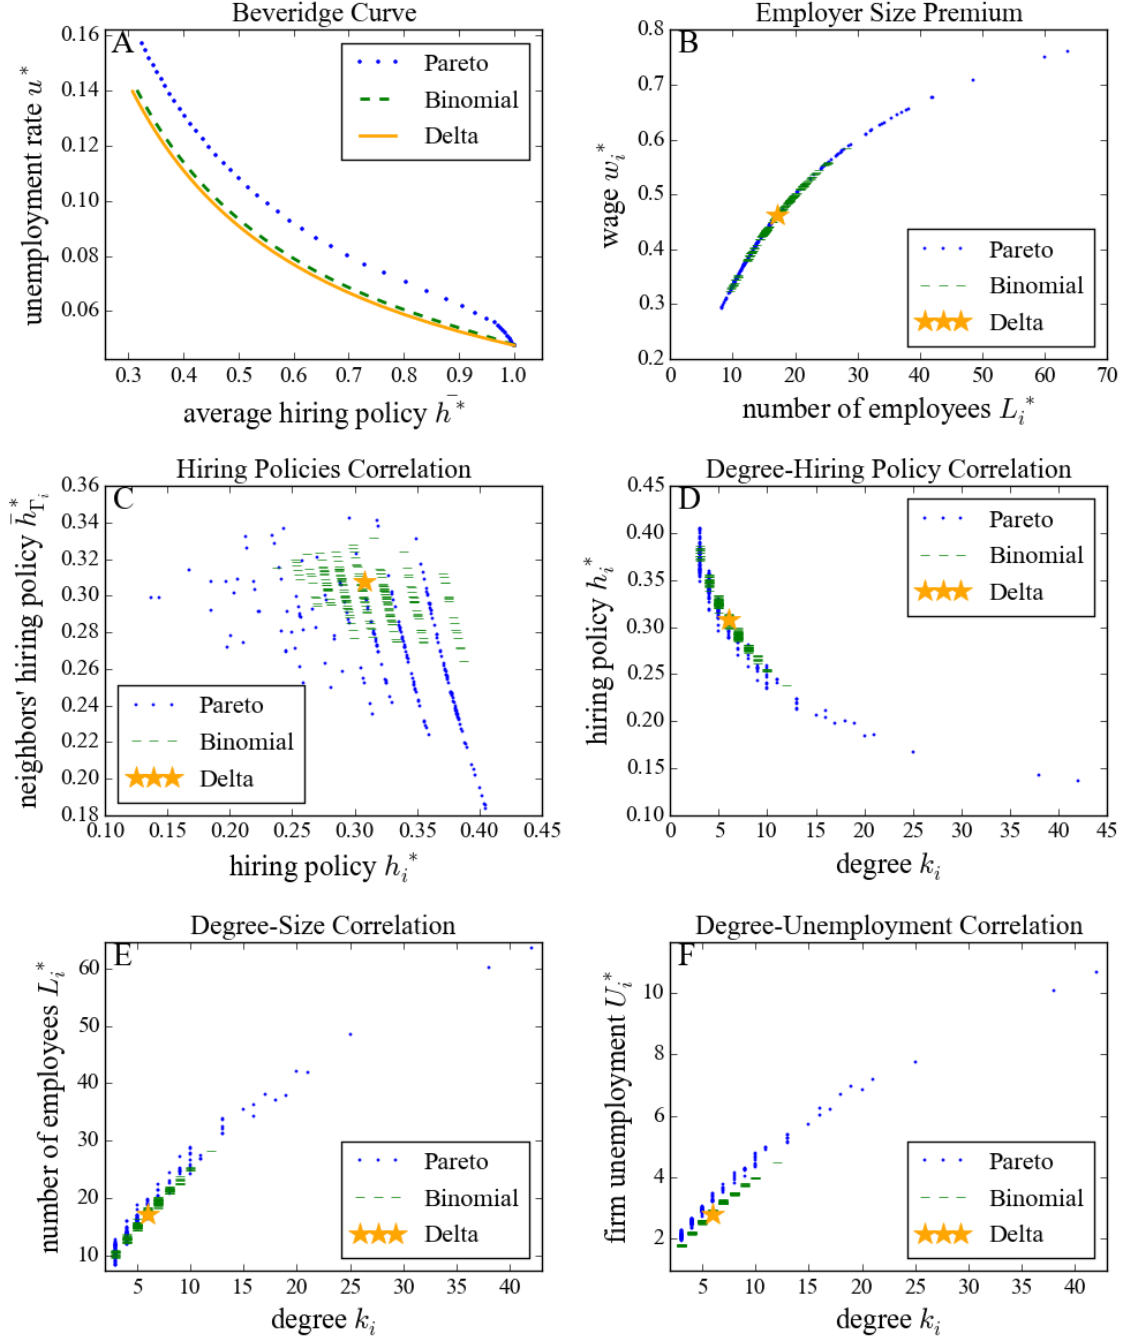 Beveridge Curve
A
Pareto
Binomial
Delta
0.16
0.14
0.12
0.10
0.08
0.06
0.3 0.4 0.5 0.6 0.7 0.8 0.9 1.0
unemployment rate u*
average hiring policy h̄*
Employer Size Premium
B
0.8
0.7
0.6
0.5
0.4
0.3
0.2
Pareto
Binomial
Delta
0 10 20 30 40 50 60 70
wage w_i^*
number of employees L_i^*
Hiring Policies Correlation
C
0.36
0.34
0.32
0.30
0.28
0.26
0.24
0.22
0.20
0.18
Pareto
Binomial
Delta
0.10 0.15 0.20 0.25 0.30 0.35 0.40 0.45
neighbors' hiring policy h̄_{Γ_i}^*
hiring policy h_i^*
Degree-Hiring Policy Correlation
D
0.45
0.40
0.35
0.30
0.25
0.20
0.15
0.10
Pareto
Binomial
Delta
0 5 10 15 20 25 30 35 40 45
hiring policy h_i^*
degree k_i
Degree-Size Correlation
E
60
50
40
30
20
10
Pareto
Binomial
Delta
5 10 15 20 25 30 35 40
number of employees L_i^*
degree k_i
Degree-Unemployment Correlation
F
10
8
6
4
2
Pareto
Binomial
Delta
5 10 15 20 25 30 35 40
firm unemployment U_i^*
degree k_i